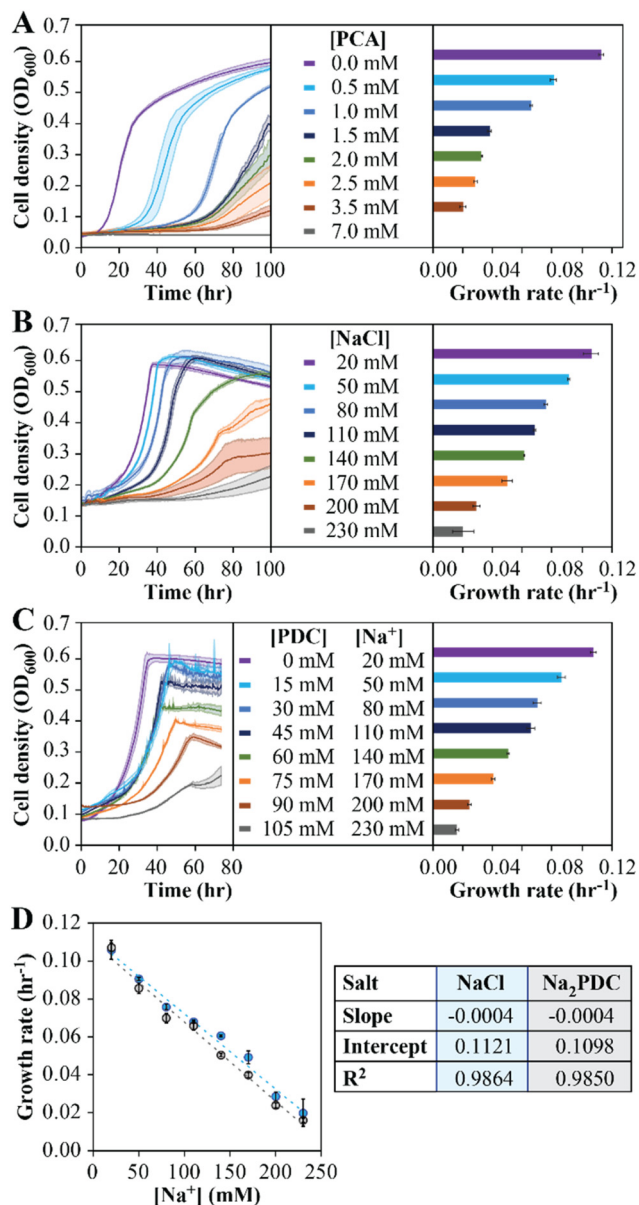 A
Cell density (OD600)
0.7
0.6
0.5
0.4
0.3
0.2
0.1
0.0
0 20 40 60 80 100
Time (hr)
[PCA]
0.0 mM
0.5 mM
1.0 mM
1.5 mM
2.0 mM
2.5 mM
3.5 mM
7.0 mM
0.00 0.04 0.08 0.12
Growth rate (hr-1)
B
Cell density (OD600)
0.7
0.6
0.5
0.4
0.3
0.2
0.1
0.0
0 20 40 60 80 100
Time (hr)
[NaCl]
20 mM
50 mM
80 mM
110 mM
140 mM
170 mM
200 mM
230 mM
0.00 0.04 0.08 0.12
Growth rate (hr-1)
C
Cell density (OD600)
0.7
0.6
0.5
0.4
0.3
0.2
0.1
0.0
0 20 40 60 80
Time (hr)
[PDC] [Na+]
0 mM 20 mM
15 mM 50 mM
30 mM 80 mM
45 mM 110 mM
60 mM 140 mM
75 mM 170 mM
90 mM 200 mM
105 mM 230 mM
0.00 0.04 0.08 0.12
Growth rate (hr-1)
D
Growth rate (hr-1)
0.12
0.10
0.08
0.06
0.04
0.02
0.00
0 50 100 150 200 250
[Na+] (mM)
Salt NaCl Na2PDC
Slope -0.0004 -0.0004
Intercept 0.1121 0.1098
R2 0.9864 0.9850